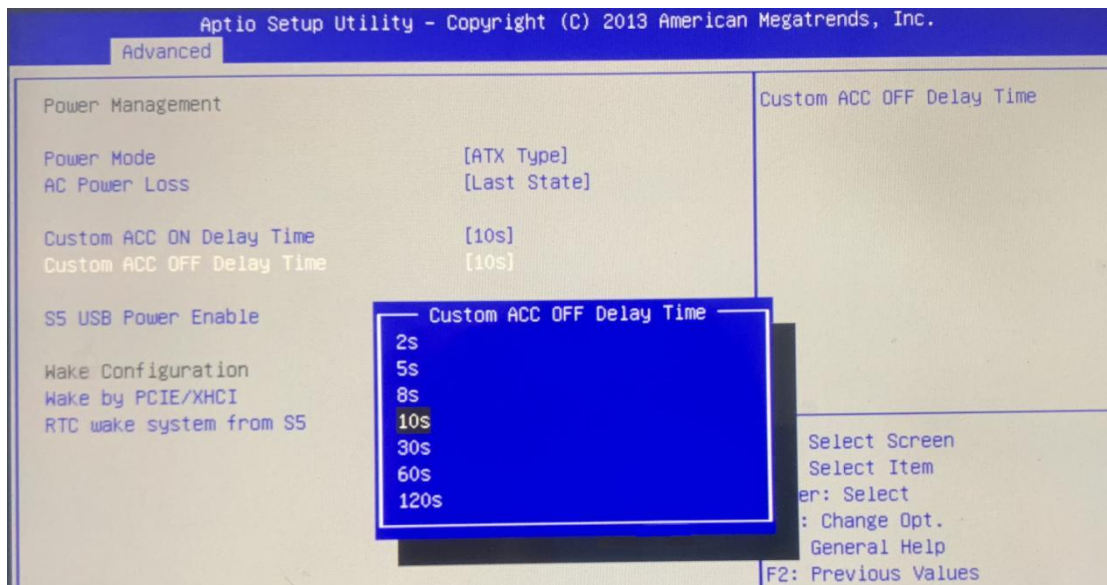 Aptio Setup Utility - Copyright (C) 2013 American Megatrends, Inc.
Advanced
Power Management
Power Mode [ATX Type]
AC Power Loss [Last State]
Custom ACC ON Delay Time [10s]
Custom ACC OFF Delay Time [10s]
S5 USB Power Enable
Wake Configuration
Wake by PCIE/XHCI
RTC wake system from S5
Custom ACC OFF Delay Time
2s
5s
8s
10s
30s
60s
120s
Custom ACC OFF Delay Time
Select Screen
Select Item
er: Select
: Change Opt.
General Help
F2: Previous Values